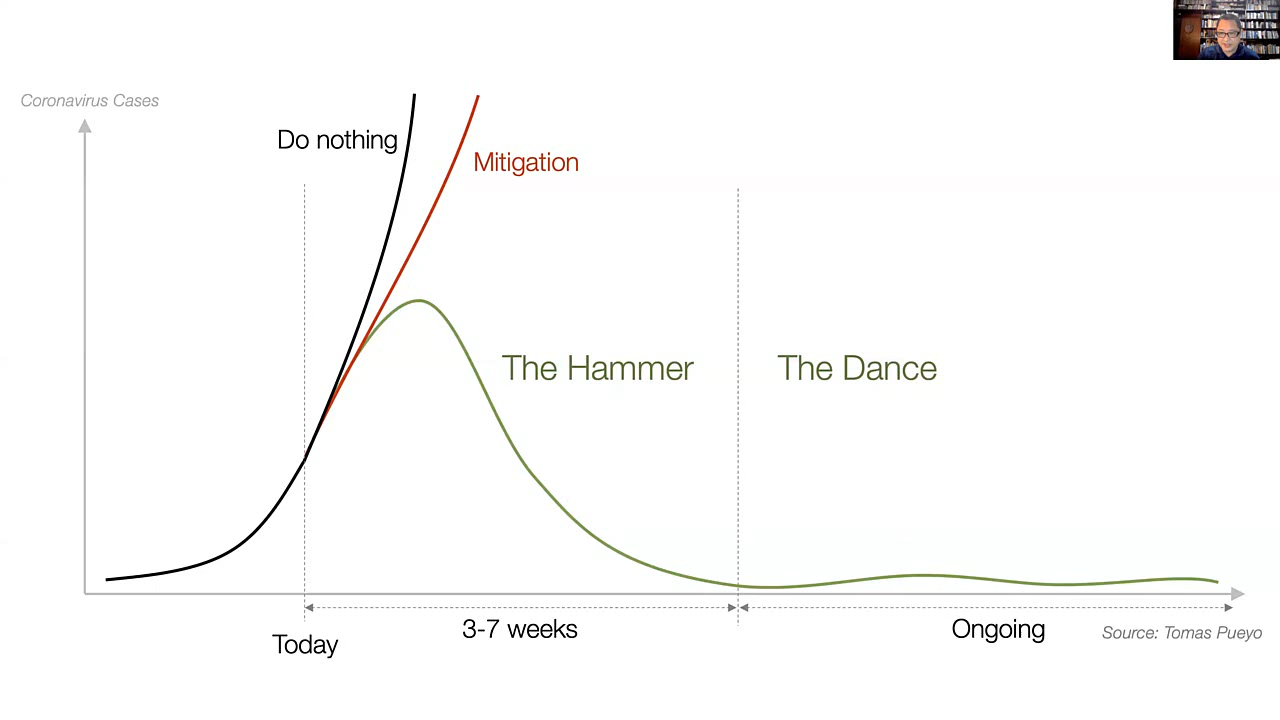 Coronavirus Cases
Do nothing
Mitigation
The Hammer
The Dance
3-7 weeks
Ongoing
Today
Source: Tomas Pueyo